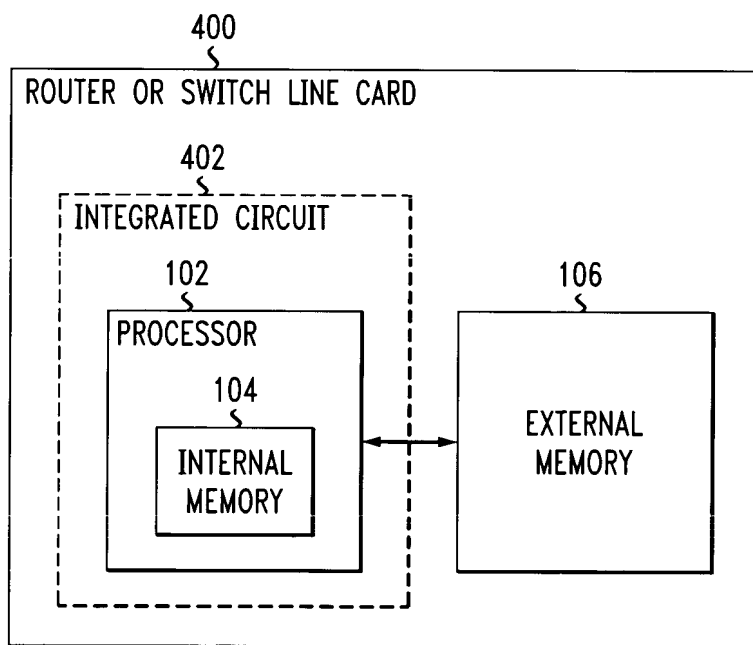 400
ROUTER OR SWITCH LINE CARD
402
INTEGRATED CIRCUIT
102
PROCESSOR
104
INTERNAL
MEMORY
106
EXTERNAL
MEMORY